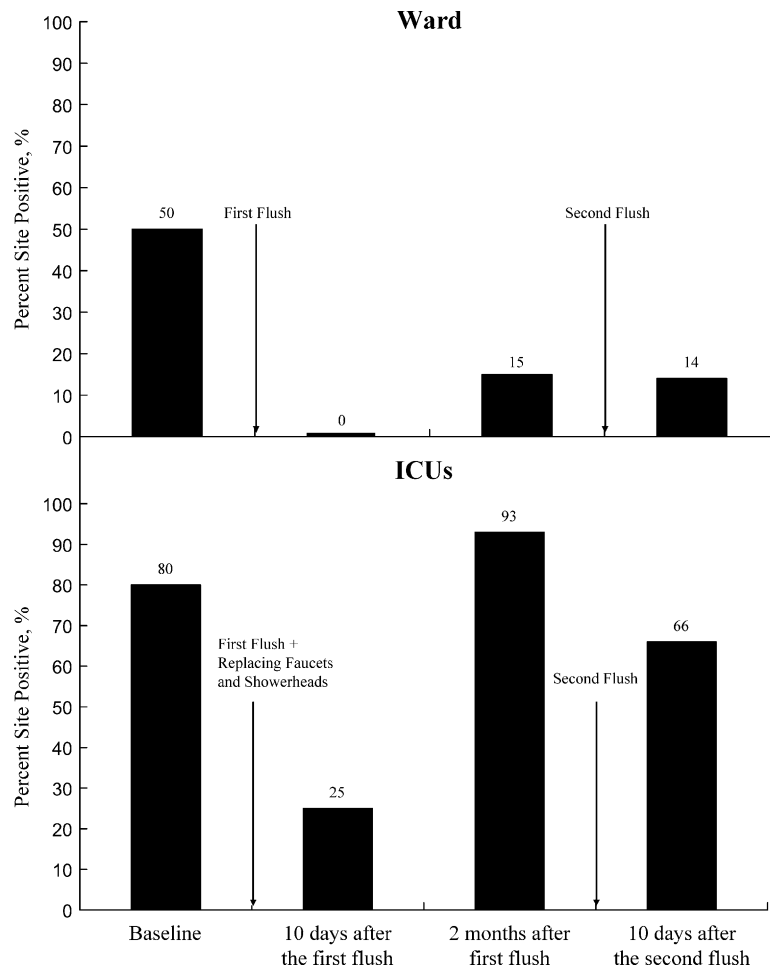 Ward
Percent Site Positive, %
100
90
80
70
60
50
40
30
20
10
0
50
First Flush
0
15
Second Flush
14
ICUs
Percent Site Positive, %
100
90
80
70
60
50
40
30
20
10
0
80
First Flush +
Replacing Faucets
and Showerheads
25
93
Second Flush
66
Baseline
10 days after
the first flush
2 months after
first flush
10 days after
the second flush